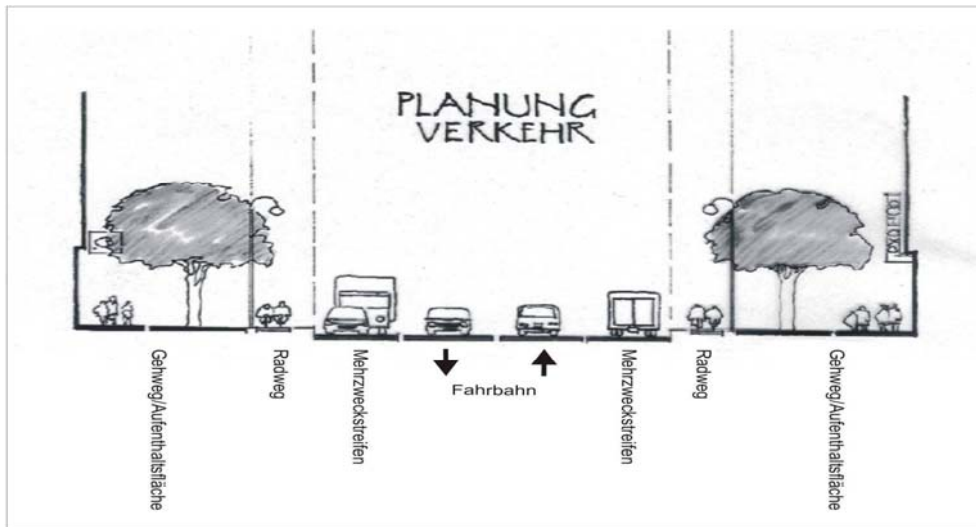 PLANUNG
VERKEHR
Gehweg/Aufenthaltsfläche
Radweg
Mehrzweckstreifen
Fahrbahn
Mehrzweckstreifen
Radweg
Gehweg/Aufenthaltsfläche